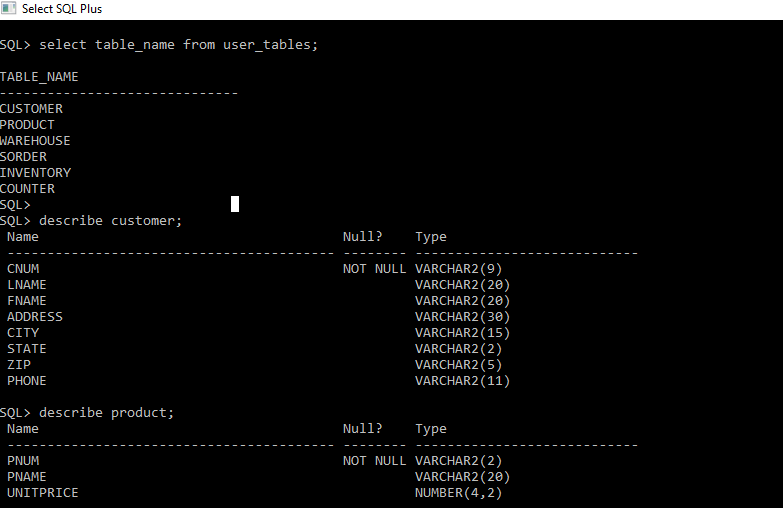 Select SQL Plus
SQL> select table_name from user_tables;
TABLE_NAME
------------------------------
CUSTOMER
PRODUCT
WAREHOUSE
SORDER
INVENTORY
COUNTER
SQL>
SQL> describe customer;
Name                                      Null?    Type
----------------------------------------- -------- ----------------------------
CNUM                                      NOT NULL VARCHAR2(9)
LNAME                                              VARCHAR2(20)
FNAME                                              VARCHAR2(20)
ADDRESS                                            VARCHAR2(30)
CITY                                               VARCHAR2(15)
STATE                                              VARCHAR2(2)
ZIP                                                VARCHAR2(5)
PHONE                                              VARCHAR2(11)
SQL> describe product;
Name                                      Null?    Type
----------------------------------------- -------- ----------------------------
PNUM                                      NOT NULL VARCHAR2(2)
PNAME                                              VARCHAR2(20)
UNITPRICE                                          NUMBER(4,2)